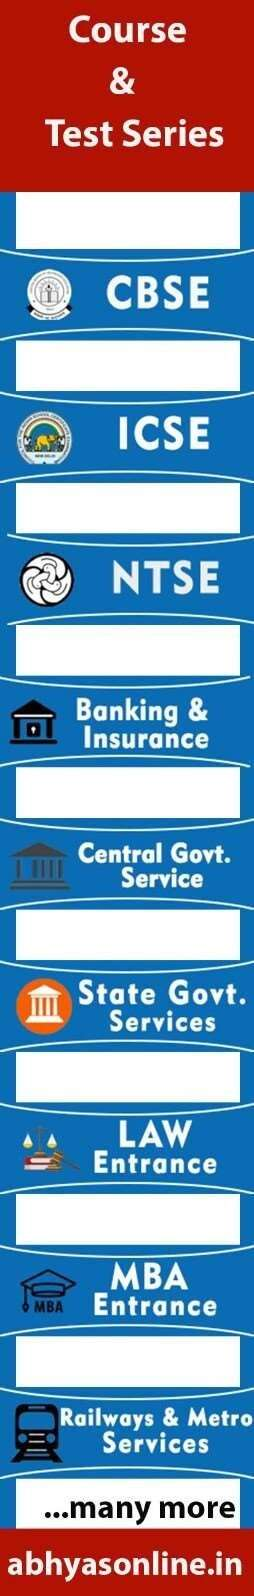 Course
&
Test Series
CBSE
ICSE
NTSE
Banking &
Insurance
Central Govt.
Service
State Govt.
Services
LAW
Entrance
MBA
Entrance
MBA
Railways & Metro
Services
...many more
abhyasonline.in